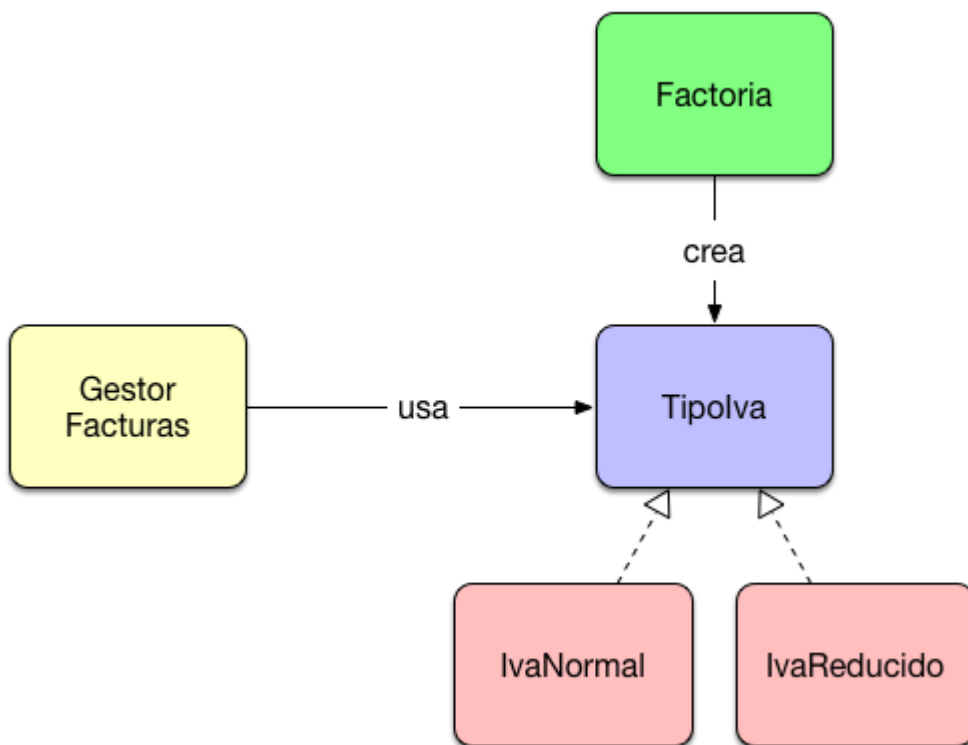 Factoria
crea
Gestor
Facturas
usa
TipoIva
IvaNormal
IvaReducido